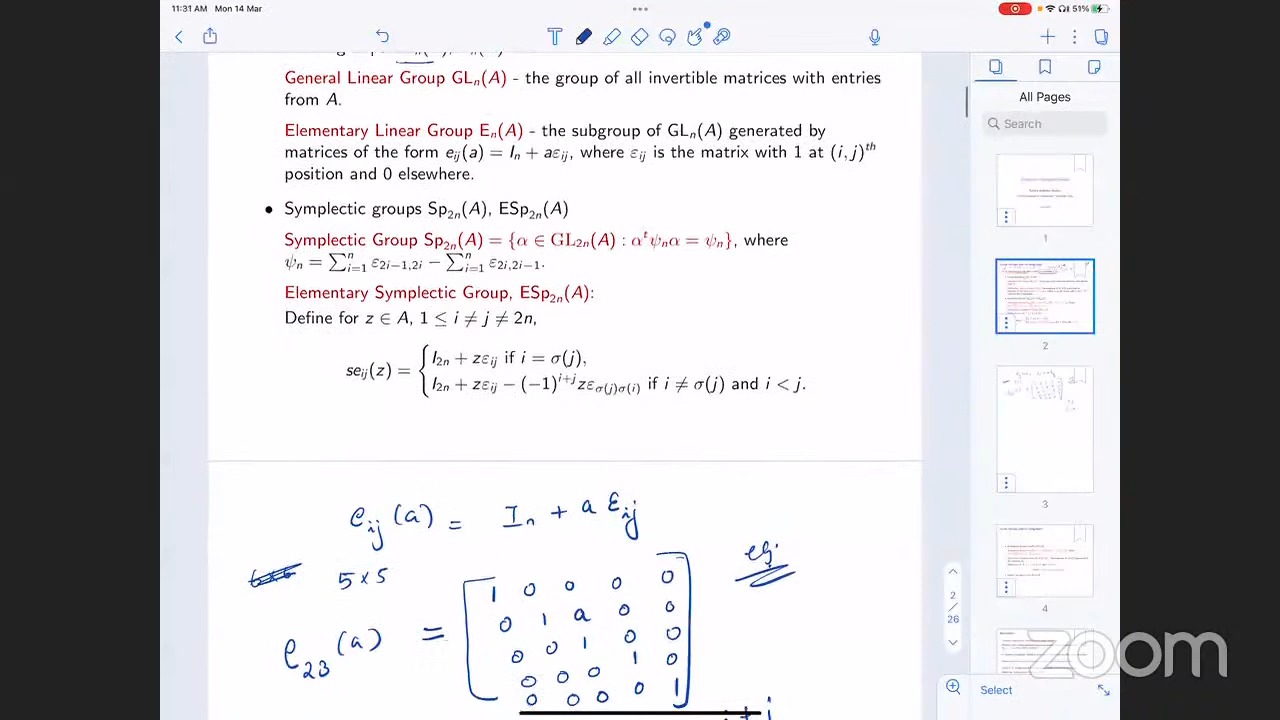 11:31 AM Mon 14 Mar
51%
General Linear Group GLₙ(A) - the group of all invertible matrices with entries
from A.
Elementary Linear Group Eₙ(A) - the subgroup of GLₙ(A) generated by
matrices of the form eᵢⱼ(a) = Iₙ + aεᵢⱼ, where εᵢⱼ is the matrix with 1 at (i, j)ᵗʰ
position and 0 elsewhere.
• Symplectic groups Sp₂ₙ(A), ESp₂ₙ(A)
Symplectic Group Sp₂ₙ(A) = {α ∈ GL₂ₙ(A) : αᵗψₙα = ψₙ}, where
ψₙ = ∑ⁿᵢ₌₁ ε₂ᵢ₋₁,₂ᵢ − ∑ⁿᵢ₌₁ ε₂ᵢ,₂ᵢ₋₁.
Elementary Symplectic Group, ESp₂ₙ(A):
Define for z ∈ A, 1 ≤ i ≠ j ≠ 2n,
seᵢⱼ(z) = { I₂ₙ + zεᵢⱼ if i = σ(j),
I₂ₙ + zεᵢⱼ − (−1)ⁱ⁺ʲzε_σ(j)σ(i) if i ≠ σ(j) and i < j.
eᵢⱼ(a) = Iₙ + a εᵢⱼ
eg:
5 × 5
e₂₃(a) =
1 0 0 0 0
0 1 a 0 0
0 0 1 0 0
0 0 0 1 0
0 0 0 0 1
All Pages
Search
1
2
3
4
2
/
26
Select
zoom